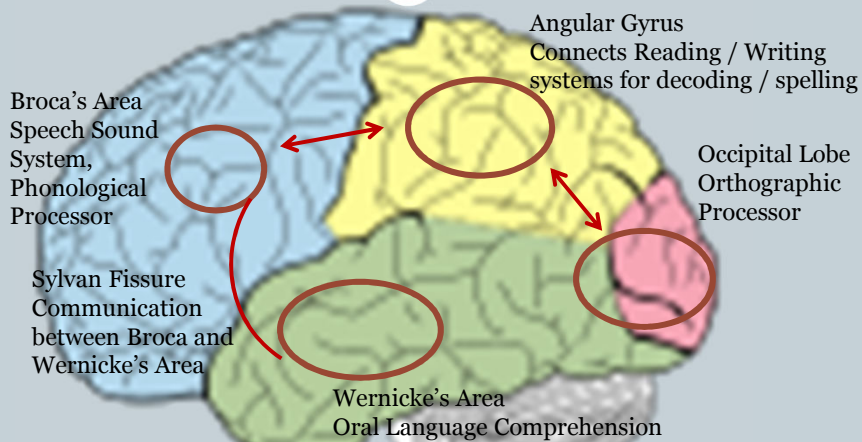 Angular Gyrus
Connects Reading / Writing
systems for decoding / spelling
Broca’s Area
Speech Sound
System,
Phonological
Processor
Occipital Lobe
Orthographic
Processor
Sylvan Fissure
Communication
between Broca and
Wernicke’s Area
Wernicke’s Area
Oral Language Comprehension